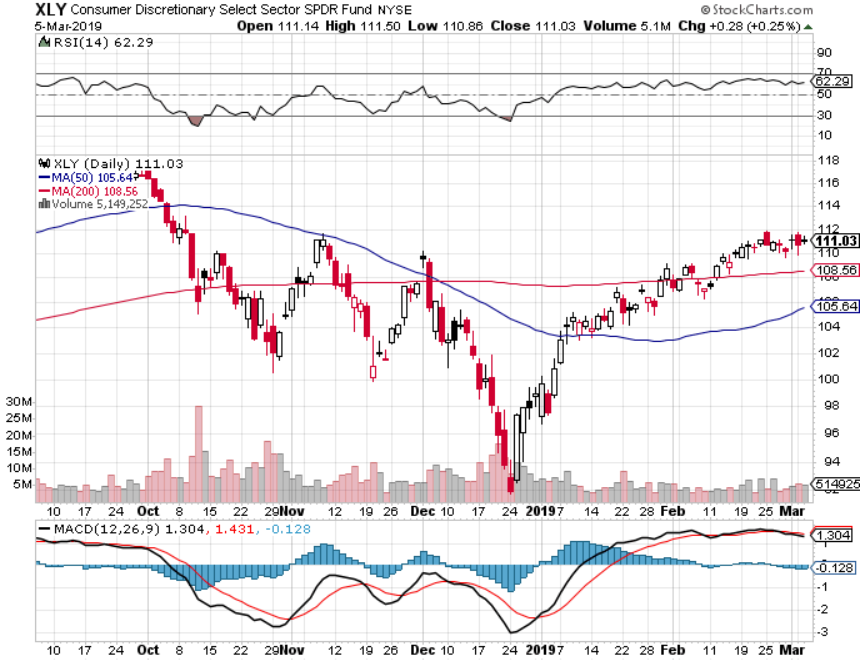 XLY Consumer Discretionary Select Sector SPDR Fund NYSE
© StockCharts.com
5-Mar-2019
Open 111.14 High 111.50 Low 110.86 Close 111.03 Volume 5.1M Chg +0.28 (+0.25%)
RSI(14) 62.29
90
70
62.29
50
30
10
XLY (Daily) 111.03
MA(50) 105.64
MA(200) 108.56
Volume 5,149,252
118
116
114
112
111.03
110
108.56
105.64
104
102
100
98
96
94
30M
25M
20M
15M
10M
5M
514925
10 17 24 Oct 8 15 22 29 Nov 12 19 26 Dec 10 17 24 2019 7 14 22 28 Feb 11 19 25 Mar
MACD(12,26,9) 1.304, 1.431, -0.128
1.304
-0.128
-1
-2
-3
10 17 24 Oct 8 15 22 29 Nov 12 19 26 Dec 10 17 24 2019 7 14 22 28 Feb 11 19 25 Mar